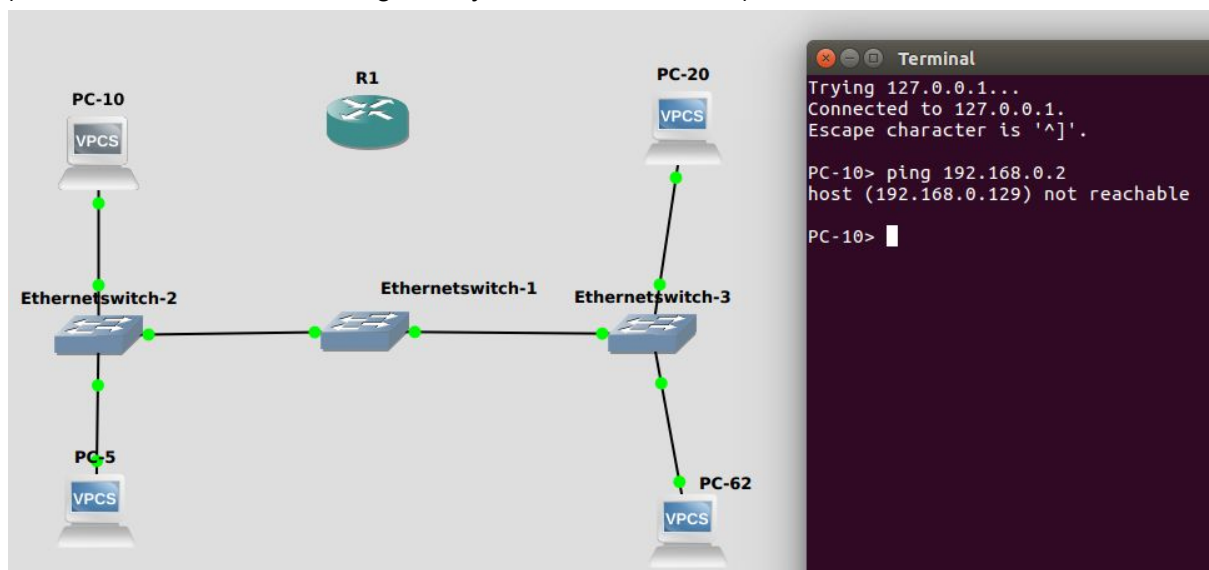 R1
PC-20
PC-10
VPCS
VPCS
Ethernetswitch-2
Ethernetswitch-1
Ethernetswitch-3
PC-5
VPCS
PC-62
VPCS
Terminal
Trying 127.0.0.1...
Connected to 127.0.0.1.
Escape character is '^]'.
PC-10> ping 192.168.0.2
host (192.168.0.129) not reachable
PC-10>